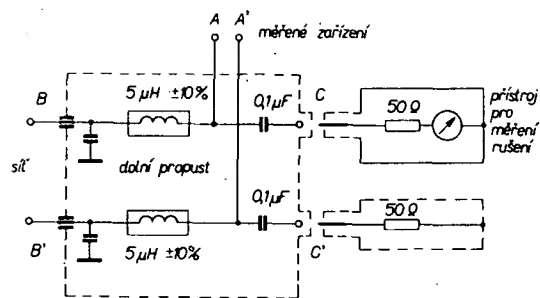 A A'
měřené zařízení
B
5 µH ±10%
0,1µF
C
50 Ω
přístroj
pro
měření
rušení
síť
dolní propust
B'
5 µH ±10%
0,1µF
C'
50 Ω